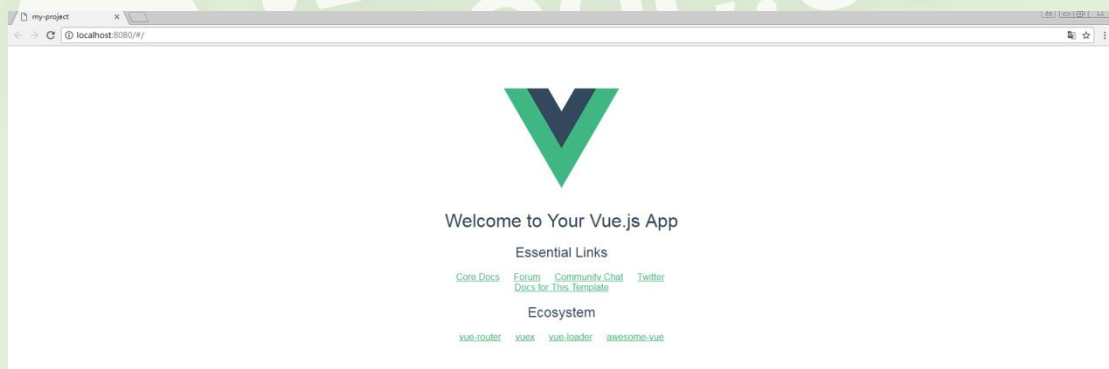 my-project
localhost:8080/#/
Welcome to Your Vue.js App
Essential Links
Core Docs Forum Community Chat Twitter
Docs for This Template
Ecosystem
vue-router vuex vue-loader awesome-vue